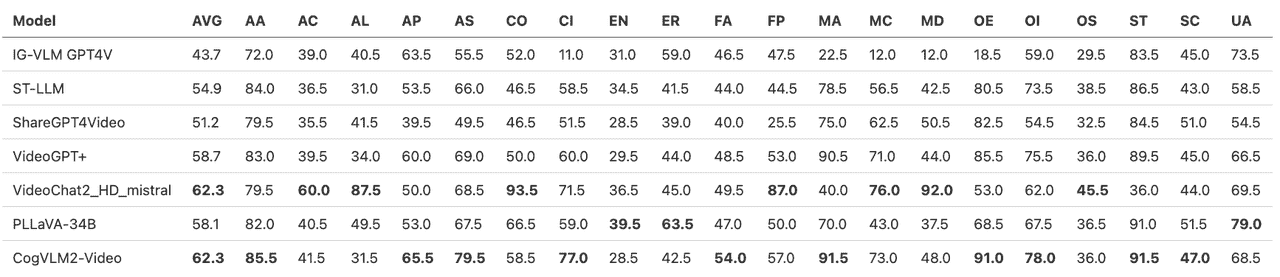 Model AVG AA AC AL AP AS CO CI EN ER FA FP MA MC MD OE OI OS ST SC UA
IG-VLM GPT4V 43.7 72.0 39.0 40.5 63.5 55.5 52.0 11.0 31.0 59.0 46.5 47.5 22.5 12.0 12.0 18.5 59.0 29.5 83.5 45.0 73.5
ST-LLM 54.9 84.0 36.5 31.0 53.5 66.0 46.5 58.5 34.5 41.5 44.0 44.5 78.5 56.5 42.5 80.5 73.5 38.5 86.5 43.0 58.5
ShareGPT4Video 51.2 79.5 35.5 41.5 39.5 49.5 46.5 51.5 28.5 39.0 40.0 25.5 75.0 62.5 50.5 82.5 54.5 32.5 84.5 51.0 54.5
VideoGPT+ 58.7 83.0 39.5 34.0 60.0 69.0 50.0 60.0 29.5 44.0 48.5 53.0 90.5 71.0 44.0 85.5 75.5 36.0 89.5 45.0 66.5
VideoChat2_HD_mistral 62.3 79.5 60.0 87.5 50.0 68.5 93.5 71.5 36.5 45.0 49.5 87.0 40.0 76.0 92.0 53.0 62.0 45.5 36.0 44.0 69.5
PLLaVA-34B 58.1 82.0 40.5 49.5 53.0 67.5 66.5 59.0 39.5 63.5 47.0 50.0 70.0 43.0 37.5 68.5 67.5 36.5 91.0 51.5 79.0
CogVLM2-Video 62.3 85.5 41.5 31.5 65.5 79.5 58.5 77.0 28.5 42.5 54.0 57.0 91.5 73.0 48.0 91.0 78.0 36.0 91.5 47.0 68.5